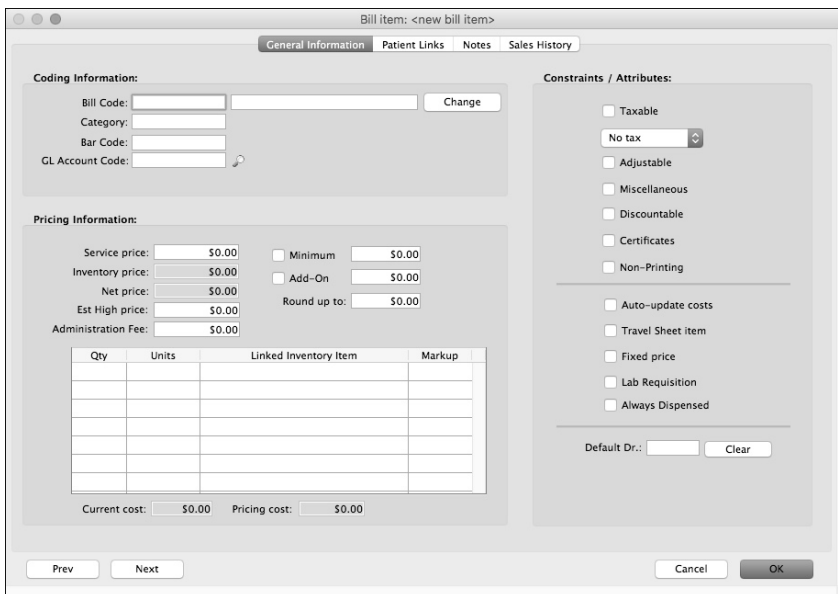 Bill item: <new bill item>
General Information Patient Links Notes Sales History
Coding Information:
Bill Code: Change
Category:
Bar Code:
GL Account Code:
Pricing Information:
Service price: $0.00 Minimum $0.00
Inventory price: $0.00 Add-On $0.00
Net price: $0.00 Round up to: $0.00
Est High price: $0.00
Administration Fee: $0.00
Qty Units Linked Inventory Item Markup
Current cost: $0.00 Pricing cost: $0.00
Constraints / Attributes:
Taxable
No tax
Adjustable
Miscellaneous
Discountable
Certificates
Non-Printing
Auto-update costs
Travel Sheet item
Fixed price
Lab Requisition
Always Dispensed
Default Dr.: Clear
Prev Next Cancel OK